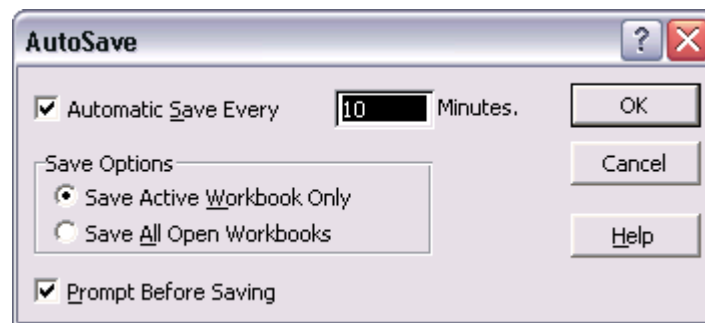 AutoSave
Automatic Save Every 10 Minutes.
OK
Save Options
Cancel
Save Active Workbook Only
Save All Open Workbooks
Help
Prompt Before Saving